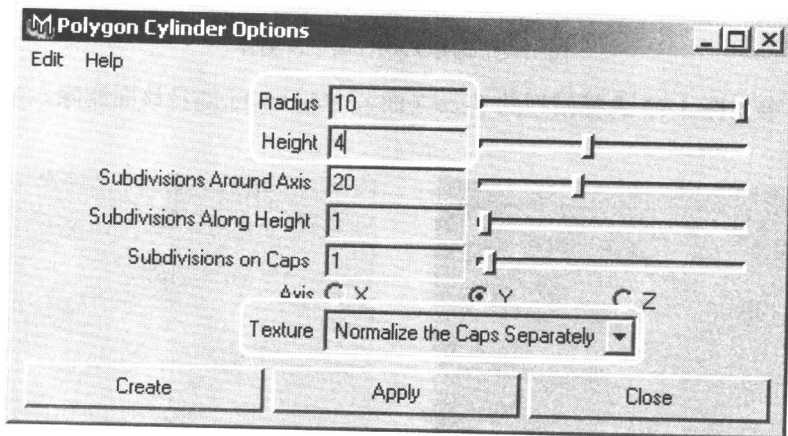 Polygon Cylinder Options
Edit Help
Radius 10
Height 4
Subdivisions Around Axis 20
Subdivisions Along Height 1
Subdivisions on Caps 1
Axis X Y Z
Texture Normalize the Caps Separately
Create Apply Close